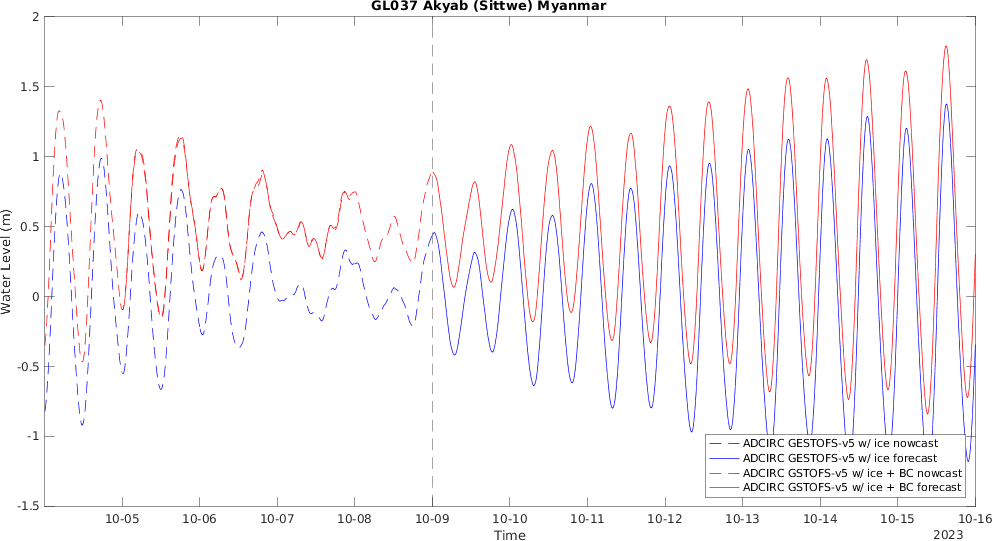 GL037 Akyab (Sittwe) Myanmar
2
1.5
1
0.5
0
-0.5
-1
-1.5
Water Level (m)
ADCIRC GESTOFS-v5 w/ ice nowcast
ADCIRC GESTOFS-v5 w/ ice forecast
ADCIRC GSTOFS-v5 w/ ice + BC nowcast
ADCIRC GSTOFS-v5 w/ ice + BC forecast
10-05 10-06 10-07 10-08 10-09 10-10 10-11 10-12 10-13 10-14 10-15 10-16
Time
2023